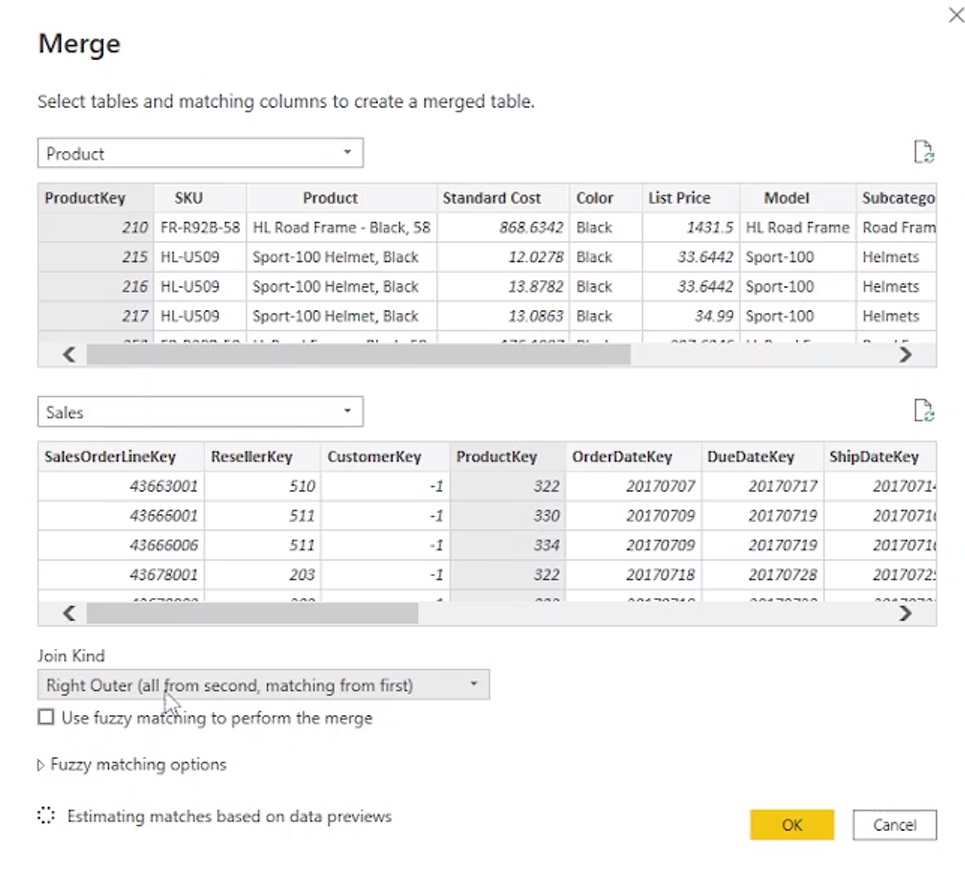 Merge
Select tables and matching columns to create a merged table.
Product
ProductKey SKU Product Standard Cost Color List Price Model Subcatego
210 FR-R92B-58 HL Road Frame - Black, 58 868.6342 Black 1431.5 HL Road Frame Road Fram
215 HL-U509 Sport-100 Helmet, Black 12.0278 Black 33.6442 Sport-100 Helmets
216 HL-U509 Sport-100 Helmet, Black 13.8782 Black 33.6442 Sport-100 Helmets
217 HL-U509 Sport-100 Helmet, Black 13.0863 Black 34.99 Sport-100 Helmets
Sales
SalesOrderLineKey ResellerKey CustomerKey ProductKey OrderDateKey DueDateKey ShipDateKey
43663001 510 -1 322 20170707 20170717 20170714
43666001 511 -1 330 20170709 20170719 2017071
43666006 511 -1 334 20170709 20170719 2017071
43678001 203 -1 322 20170718 20170728 2017072
Join Kind
Right Outer (all from second, matching from first)
Use fuzzy matching to perform the merge
Fuzzy matching options
Estimating matches based on data previews
OK Cancel